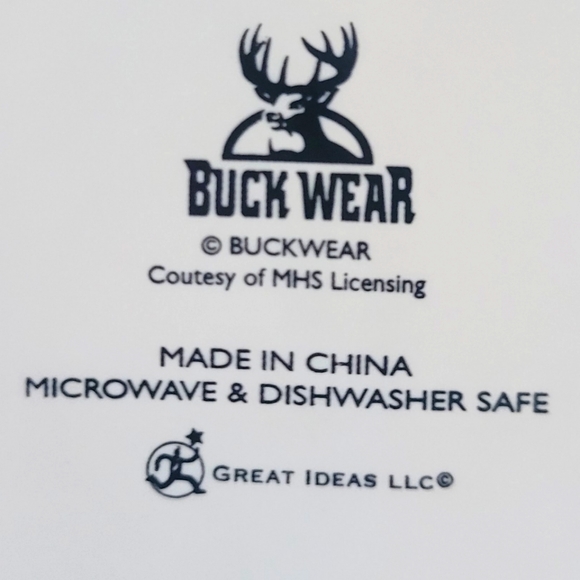 BUCK WEAR
© BUCKWEAR
Coutesy of MHS Licensing
MADE IN CHINA
MICROWAVE & DISHWASHER SAFE
GREAT IDEAS LLC©